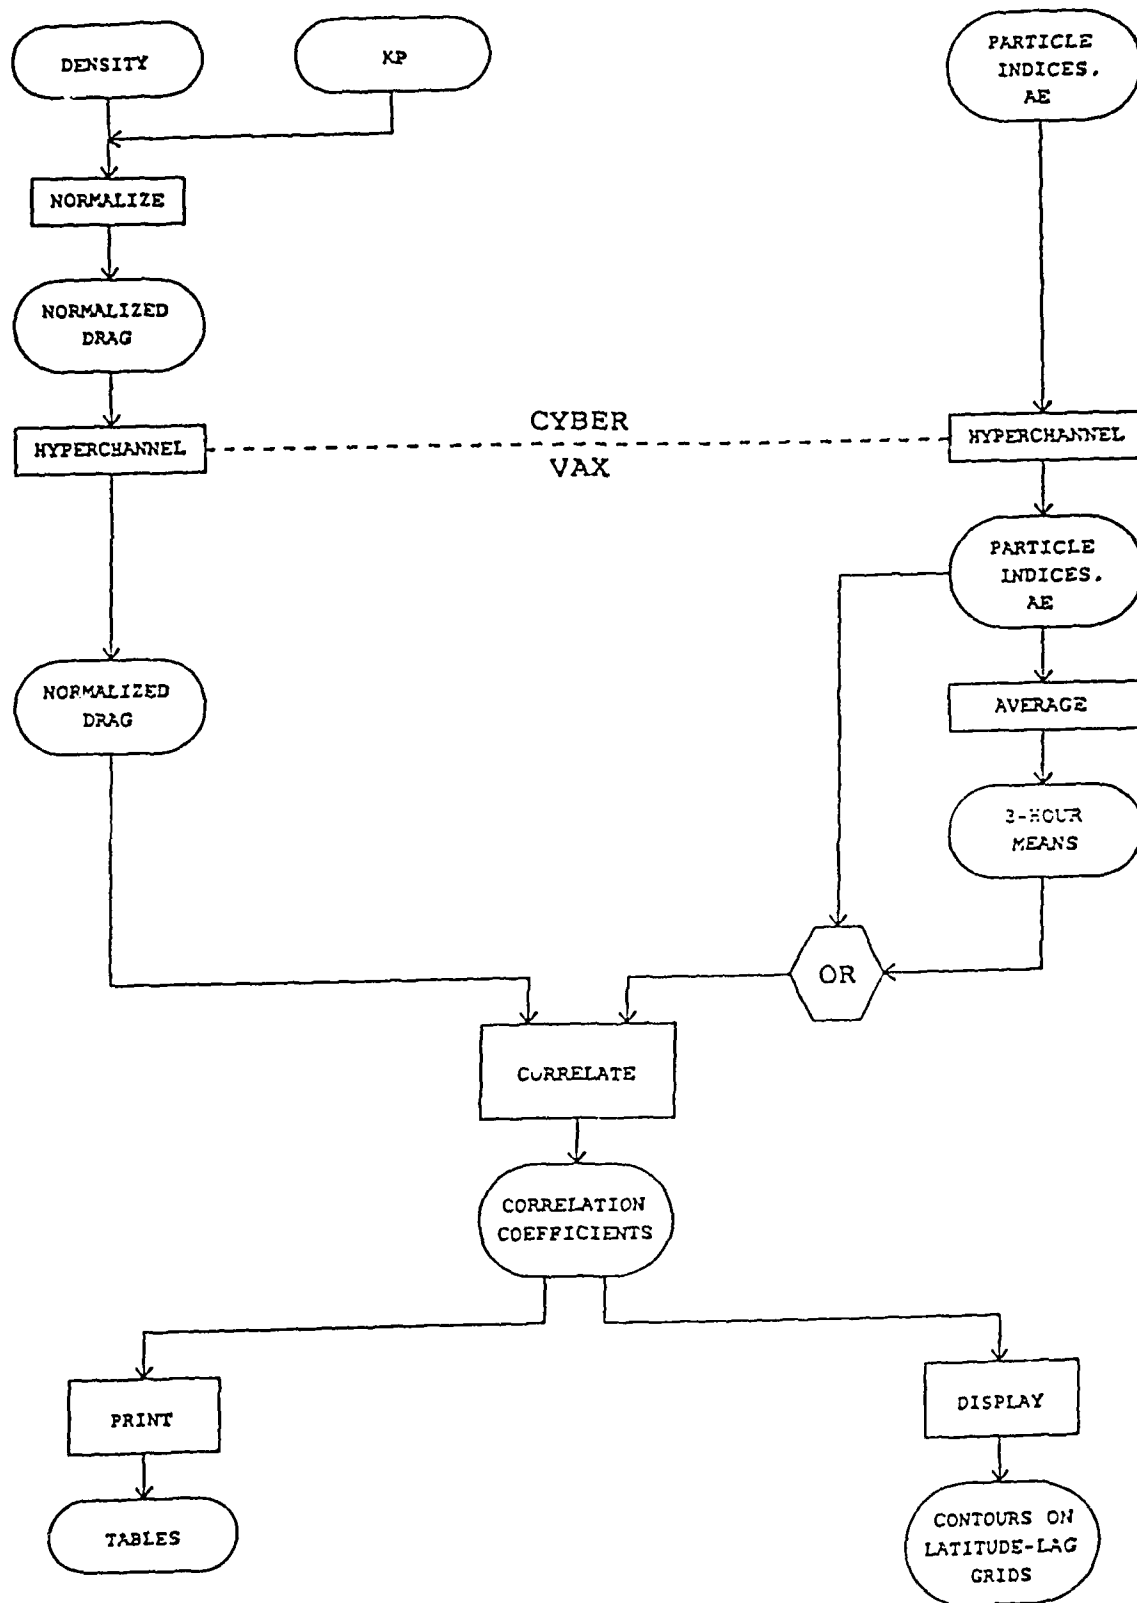 DENSITY
KP
PARTICLE
INDICES.
AE
NORMALIZE
NORMALIZED
DRAG
HYPERCHANNEL
CYBER
VAX
HYPERCHANNEL
PARTICLE
INDICES.
AE
NORMALIZED
DRAG
AVERAGE
3-HOUR
MEANS
OR
CORRELATE
CORRELATION
COEFFICIENTS
PRINT
DISPLAY
TABLES
CONTOURS ON
LATITUDE-LAG
GRIDS